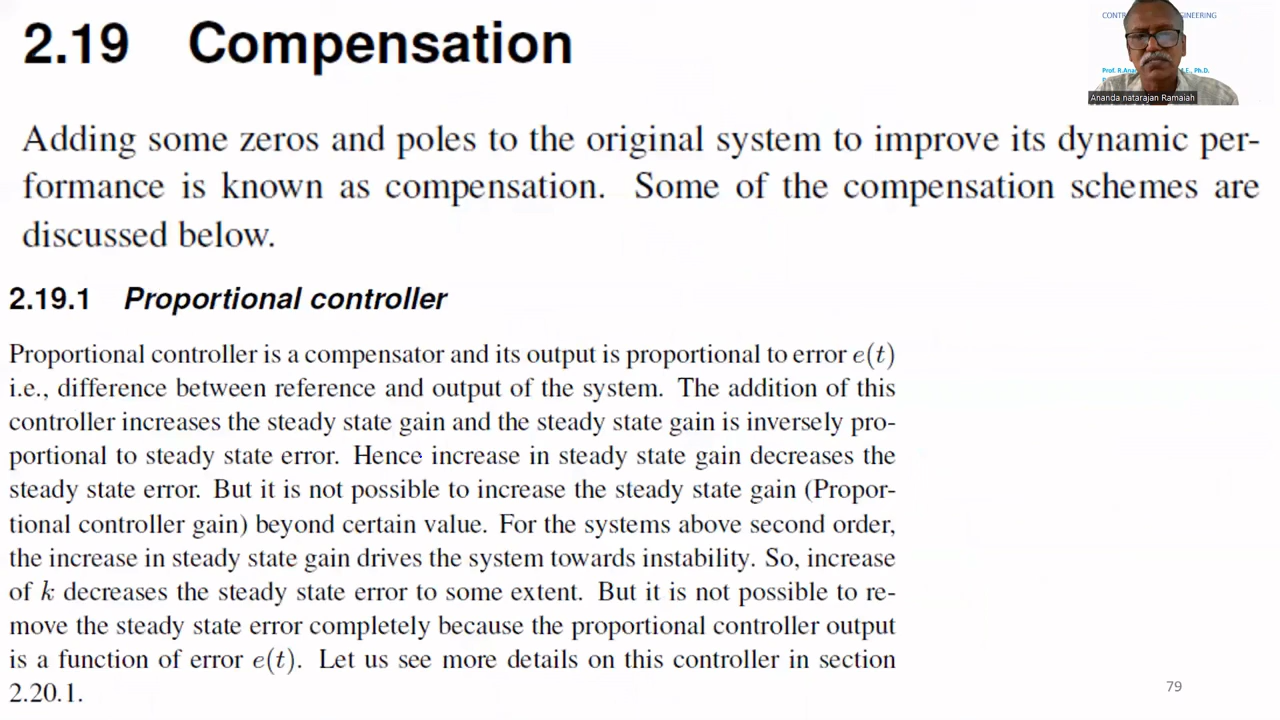 2.19 Compensation
CONTR
INEERING
Prof. R.Ana
.E., Ph.D.
Ananda natarajan Ramaiah
Adding some zeros and poles to the original system to improve its dynamic per-
formance is known as compensation. Some of the compensation schemes are
discussed below.
2.19.1 Proportional controller
Proportional controller is a compensator and its output is proportional to error e(t)
i.e., difference between reference and output of the system. The addition of this
controller increases the steady state gain and the steady state gain is inversely pro-
portional to steady state error. Hence increase in steady state gain decreases the
steady state error. But it is not possible to increase the steady state gain (Propor-
tional controller gain) beyond certain value. For the systems above second order,
the increase in steady state gain drives the system towards instability. So, increase
of k decreases the steady state error to some extent. But it is not possible to re-
move the steady state error completely because the proportional controller output
is a function of error e(t). Let us see more details on this controller in section
2.20.1.
79